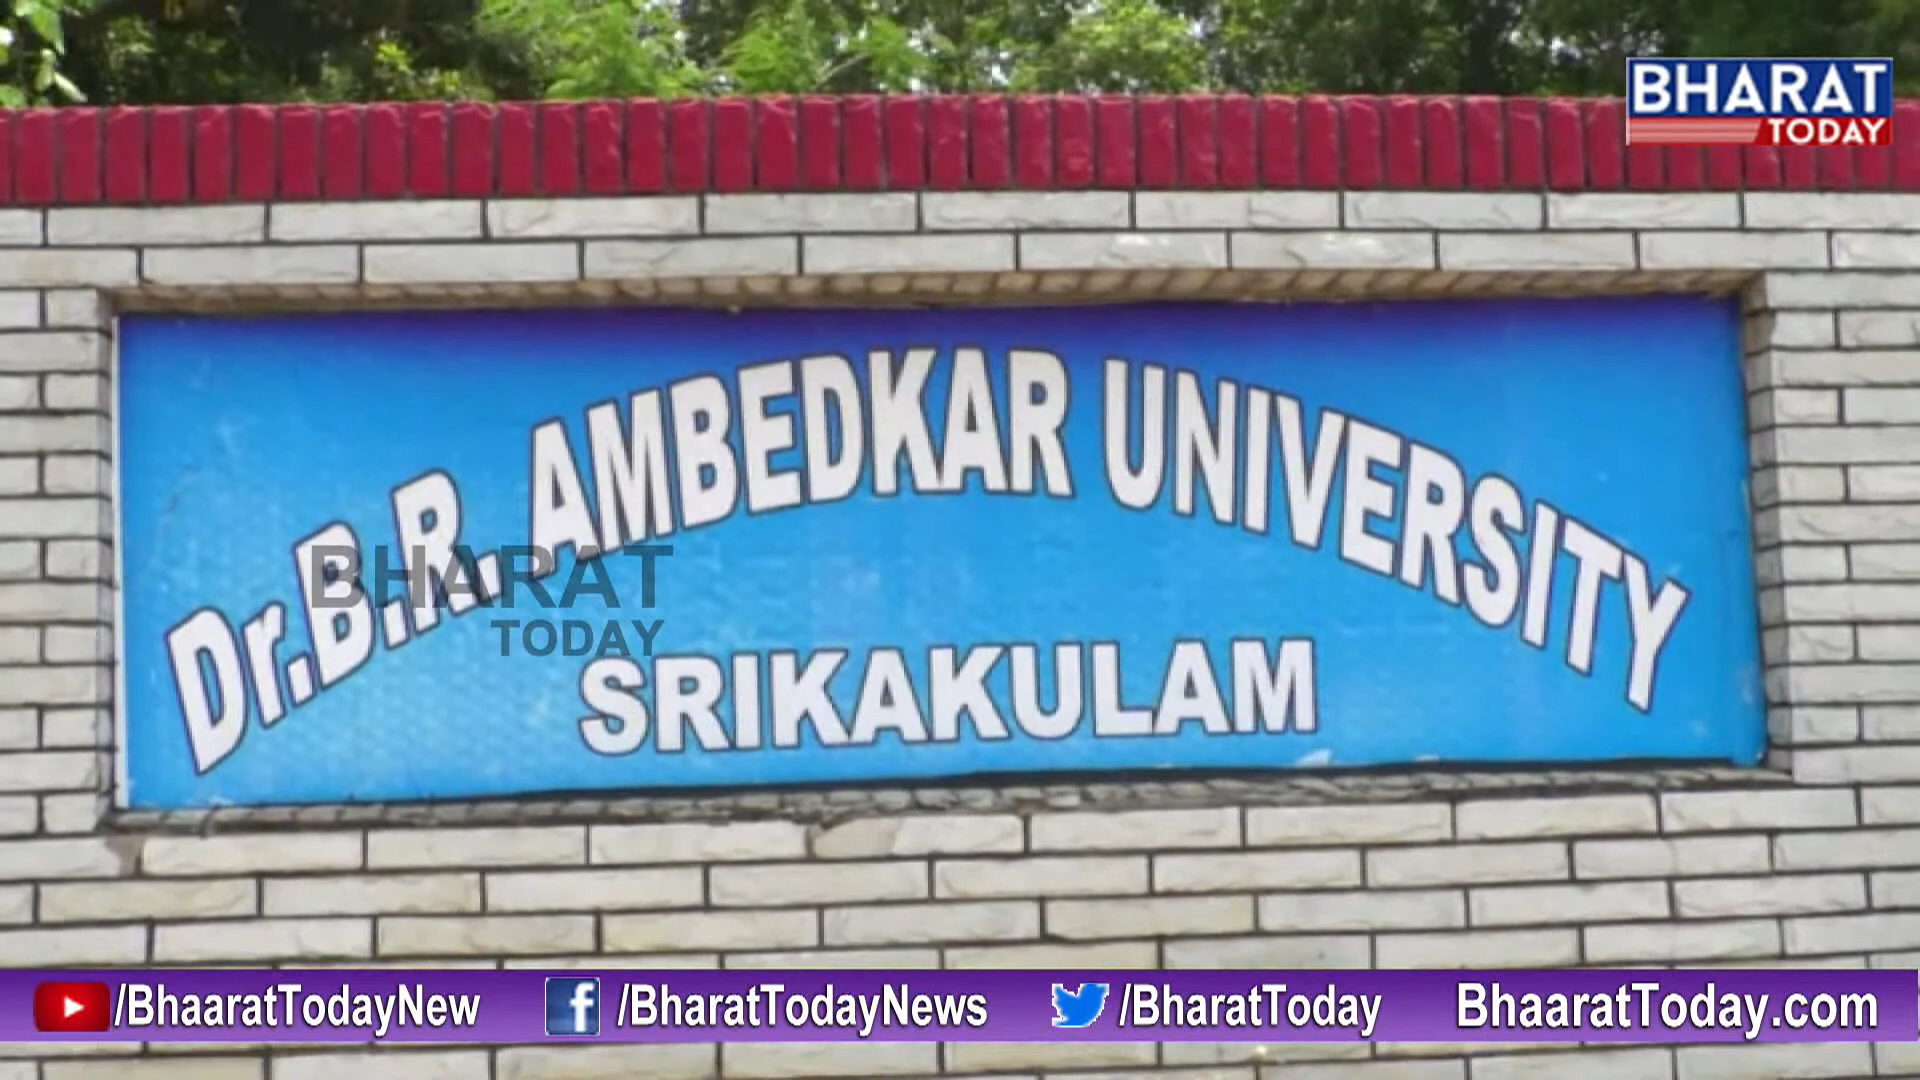 BHARAT
TODAY
Dr.B.R. AMBEDKAR UNIVERSITY
BHARAT
TODAY
SRIKAKULAM
/BhaaratTodayNew
/BharatTodayNews
/BharatToday
BhaaratToday.com